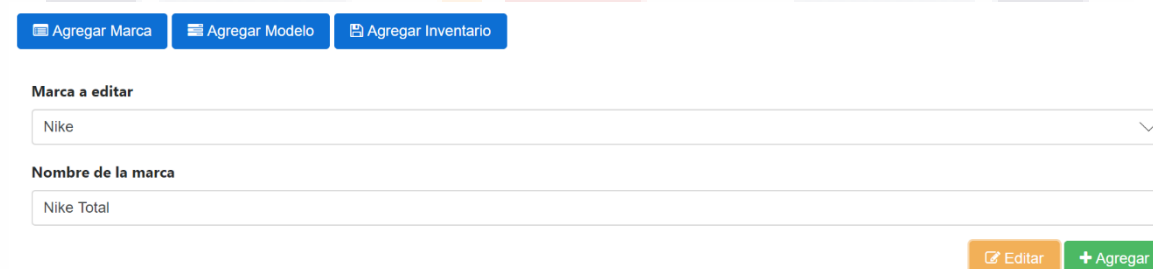 Agregar Marca Agregar Modelo Agregar Inventario
Marca a editar
Nike
Nombre de la marca
Nike Total
Editar Agregar